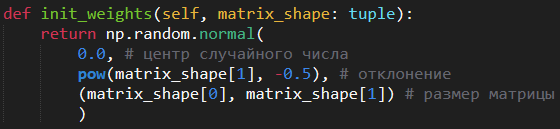 def init_weights(self, matrix_shape: tuple):
    return np.random.normal(
        0.0, # центр случайного числа
        pow(matrix_shape[1], -0.5), # отклонение
        (matrix_shape[0], matrix_shape[1]) # размер матрицы
        )